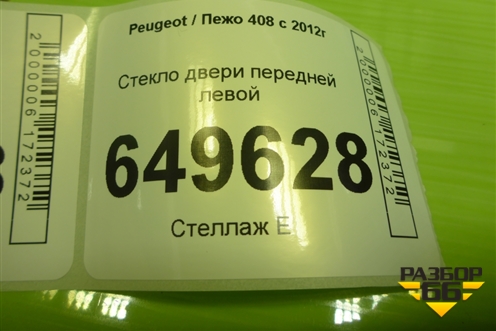 Peugeot / Пежо 408 с 2012г
Стекло двери передней
левой
649628
Стеллаж Е
2000006172372
2000006172372
РАЗБОР
66